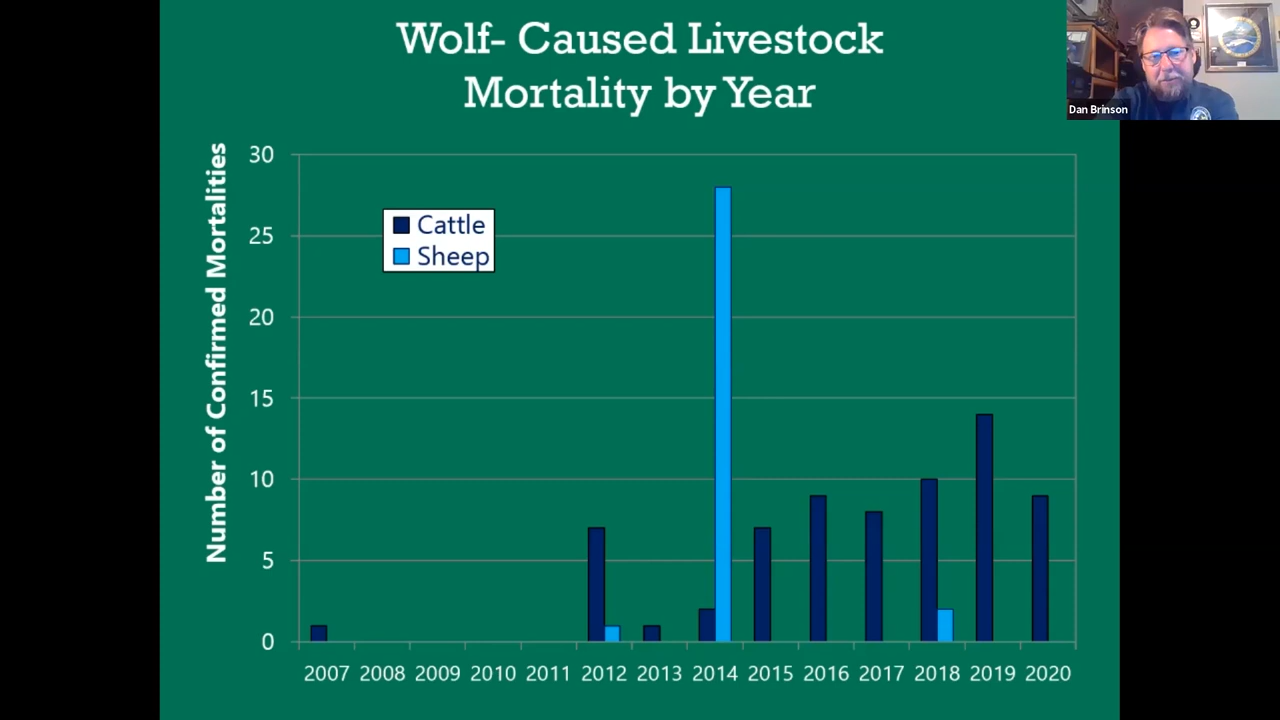 Wolf- Caused Livestock
Mortality by Year
Dan Brinson
Number of Confirmed Mortalities
30
25
20
15
10
5
0
Cattle
Sheep
2007 2008 2009 2010 2011 2012 2013 2014 2015 2016 2017 2018 2019 2020